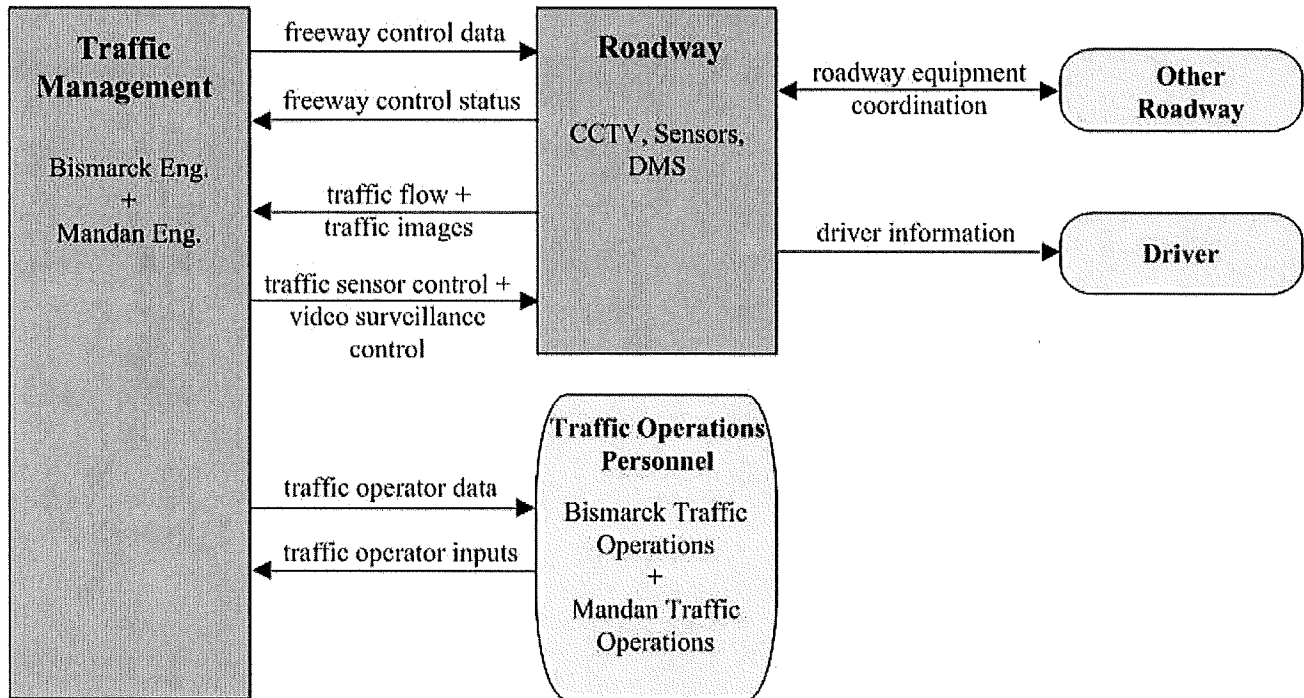 Traffic
Management
Bismarck Eng.
+
Mandan Eng.
freeway control data
freeway control status
traffic flow +
traffic images
traffic sensor control +
video surveillance
control
traffic operator data
traffic operator inputs
Roadway
CCTV, Sensors,
DMS
Traffic Operations
Personnel
Bismarck Traffic
Operations
+
Mandan Traffic
Operations
roadway equipment
coordination
driver information
Other
Roadway
Driver